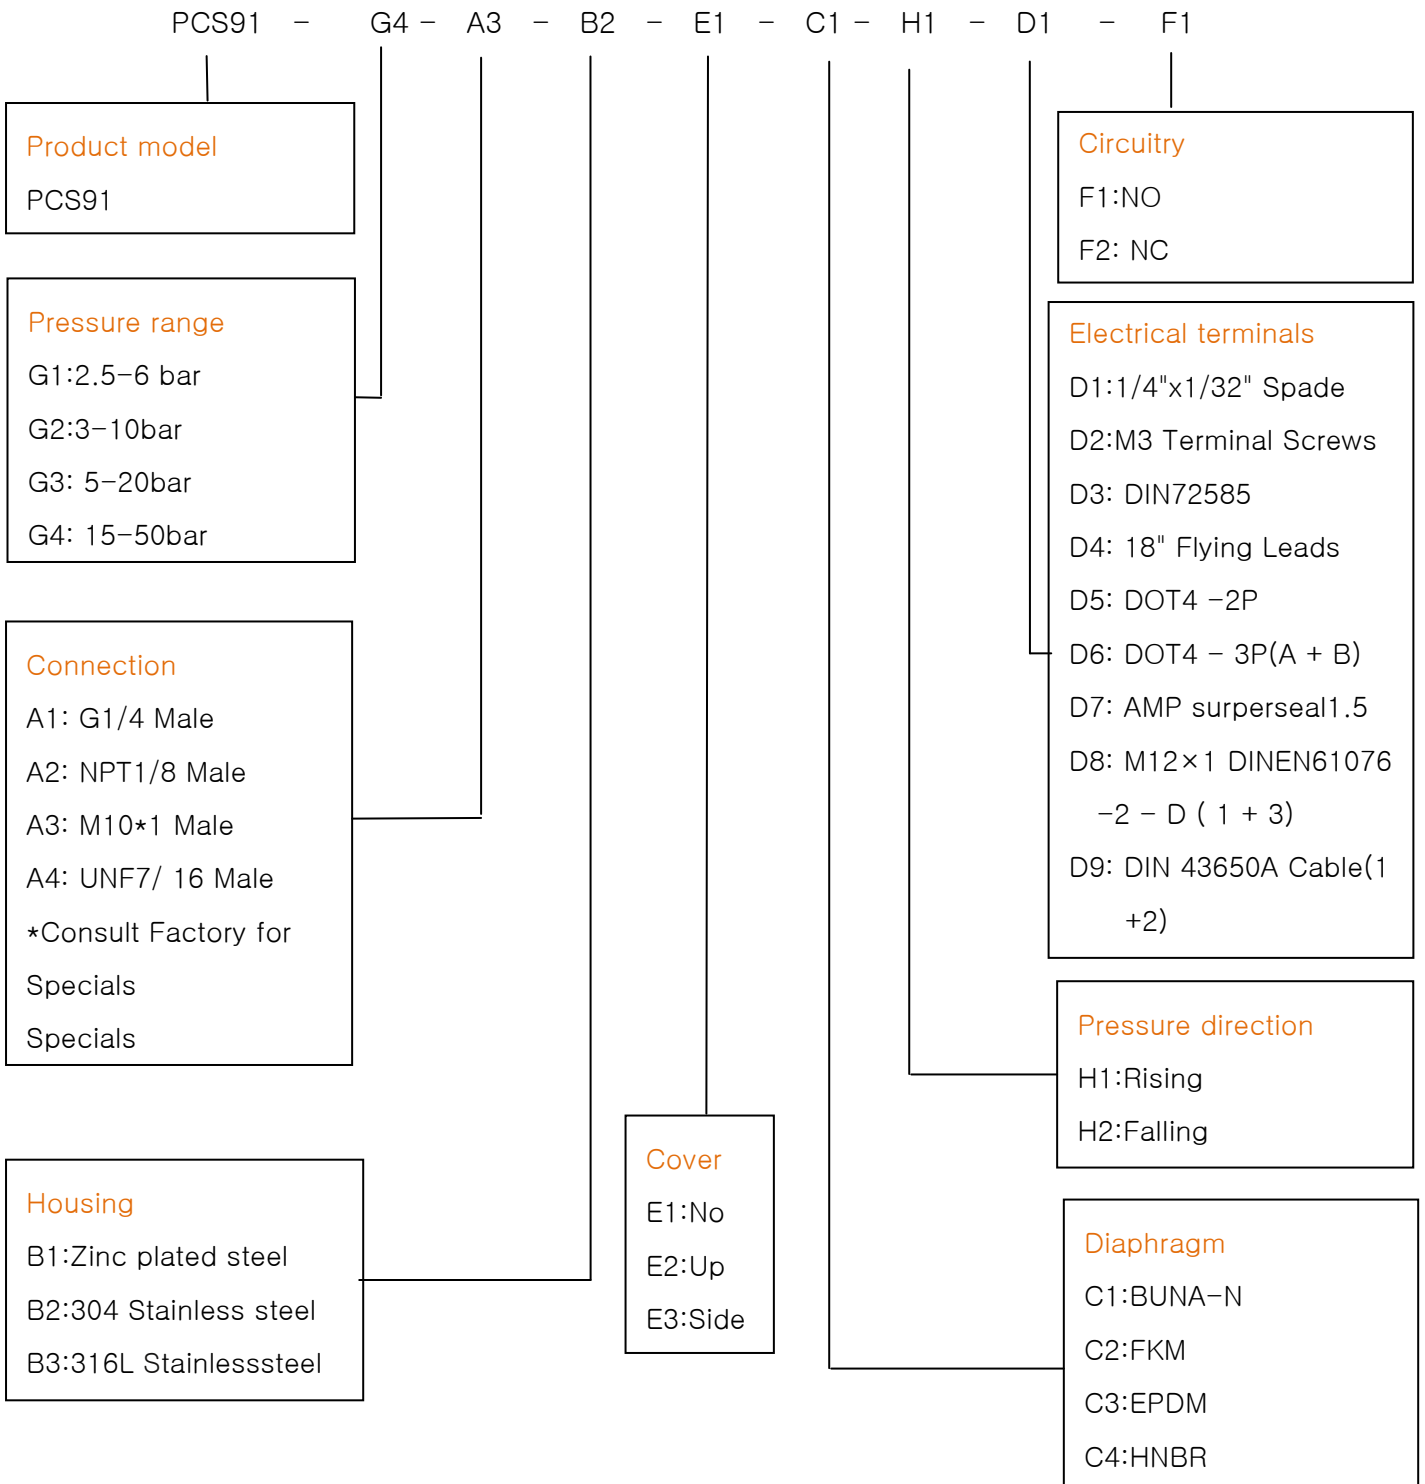 PCS91 - G4 - A3 - B2 - E1 - C1 - H1 - D1 - F1
Product model
PCS91
Pressure range
G1:2.5-6 bar
G2:3-10bar
G3: 5-20bar
G4: 15-50bar
Connection
A1: G1/4 Male
A2: NPT1/8 Male
A3: M10*1 Male
A4: UNF7/ 16 Male
*Consult Factory for
Specials
Specials
Housing
B1:Zinc plated steel
B2:304 Stainless steel
B3:316L Stainlesssteel
Cover
E1:No
E2:Up
E3:Side
Circuitry
F1:NO
F2: NC
Electrical terminals
D1:1/4"x1/32" Spade
D2:M3 Terminal Screws
D3: DIN72585
D4: 18" Flying Leads
D5: DOT4 -2P
D6: DOT4 - 3P(A + B)
D7: AMP surperseal1.5
D8: M12×1 DINEN61076
-2 - D ( 1 + 3)
D9: DIN 43650A Cable(1
+2)
Pressure direction
H1:Rising
H2:Falling
Diaphragm
C1:BUNA-N
C2:FKM
C3:EPDM
C4:HNBR